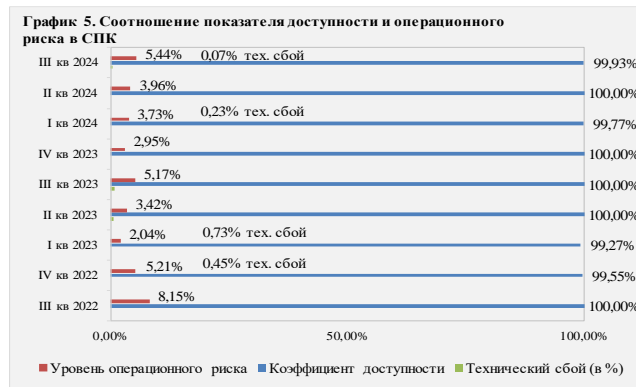 График 5. Соотношение показателя доступности и операционного
риска в СПК
III кв 2024 5,44% 0,07% тех. сбой 99,93%
II кв 2024 3,96% 100,00%
I кв 2024 3,73% 0,23% тех. сбой 99,77%
IV кв 2023 2,95% 100,00%
III кв 2023 5,17% 100,00%
II кв 2023 3,42% 100,00%
I кв 2023 2,04% 0,73% тех. сбой 99,27%
IV кв 2022 5,21% 0,45% тех. сбой 99,55%
III кв 2022 8,15% 100,00%
0,00% 50,00% 100,00%
Уровень операционного риска Коэффициент доступности Технический сбой (в %)